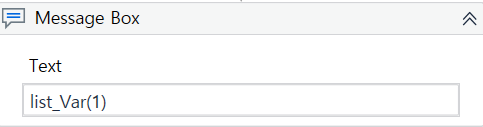 Message Box
Text
list_Var(1)